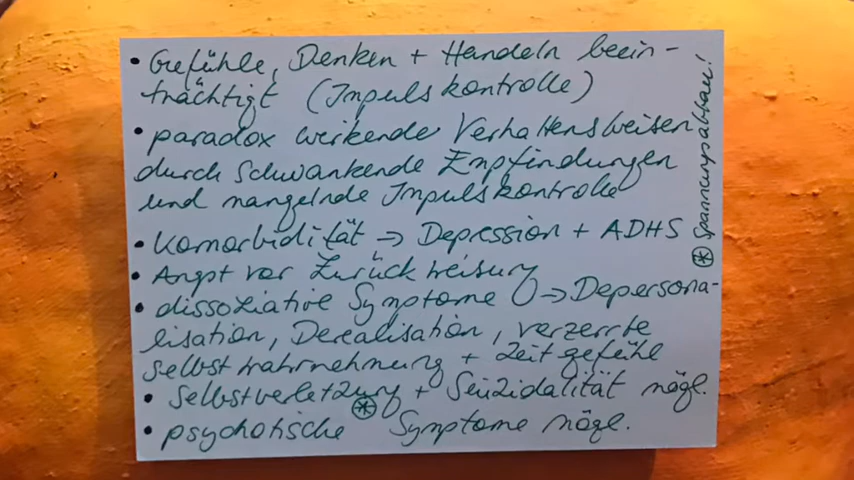 • Gefühle, Denken + Handeln beein-
trächtigt (Impulskontrolle)
• paradox wirkende Verhaltensweisen
durch schwankende Empfindungen
und mangelnde Impulskontrolle
• Komorbidität → Depression + ADHS
• Angst vor Zurückweisung
• dissoziative Symptome → Depersona-
lisation, Derealisation, verzerrte
Selbstwahrnehmung + Zeitgefühl
• Selbstverletzung + Suizidalität mögl.
⊛
• psychotische Symptome mögl.
⊛ Spannungsabbau!